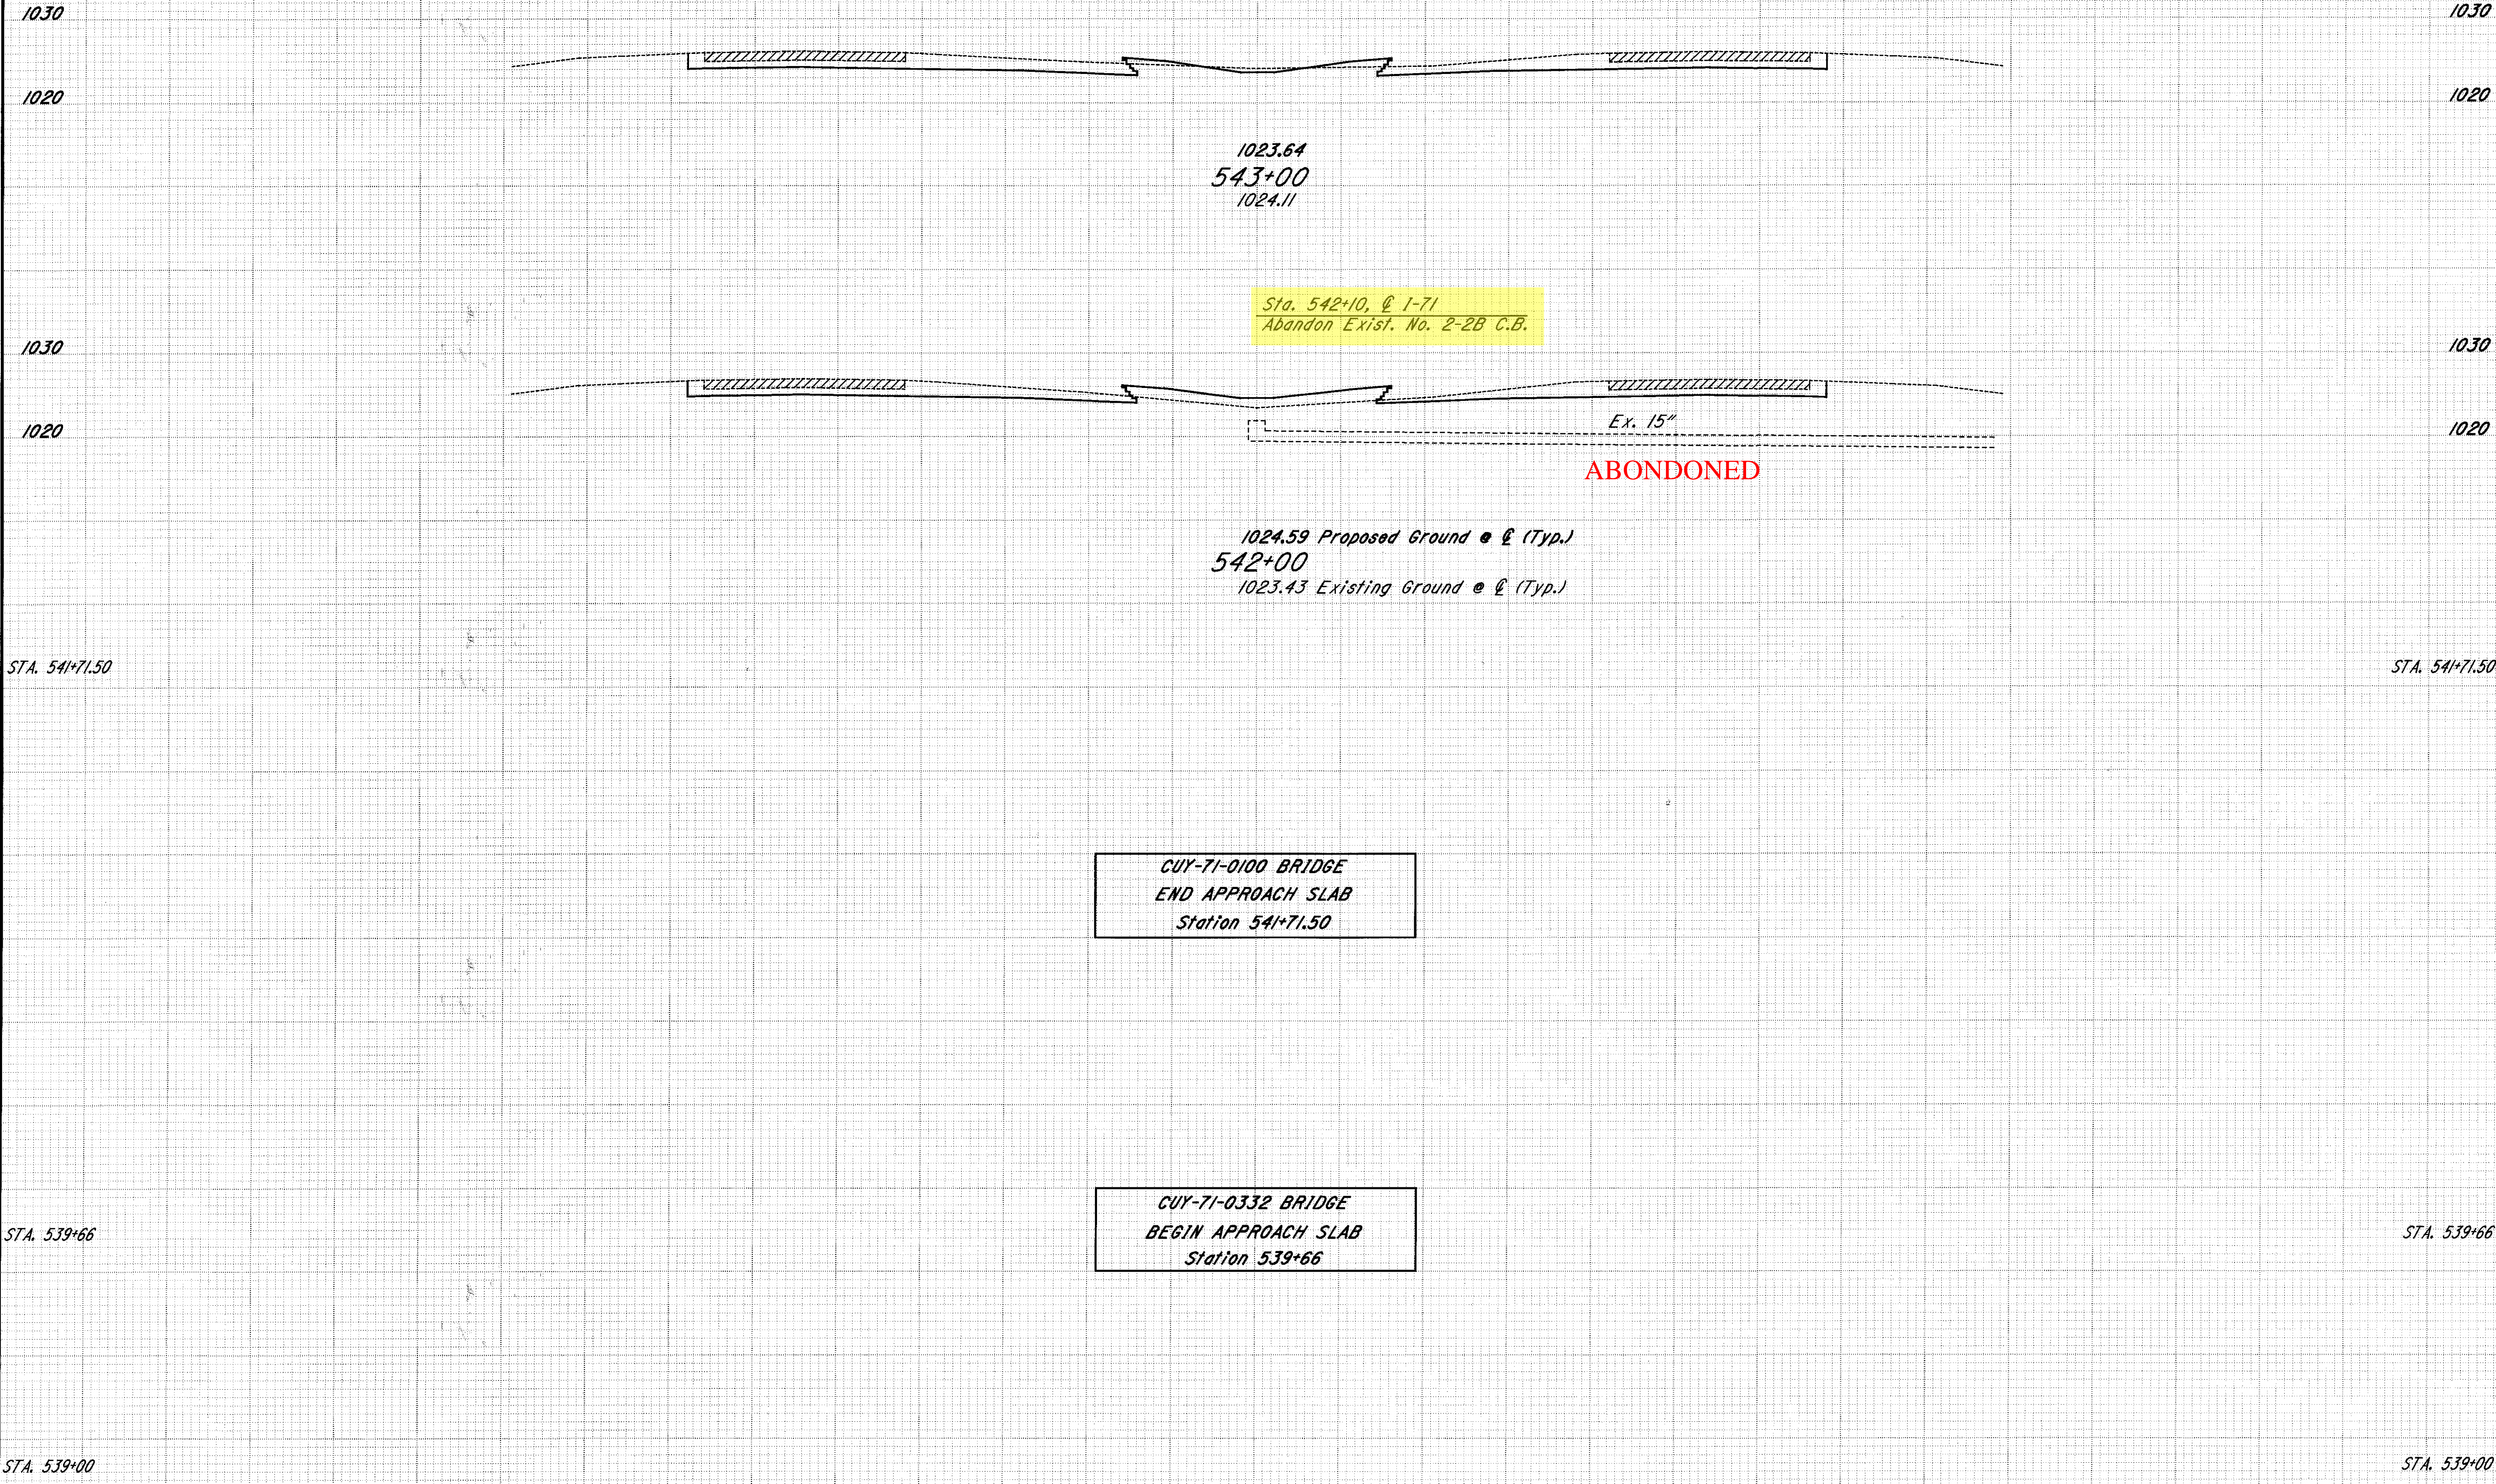 1030 1030
1020 1020
1023.64
543+00
1024.11
Sta. 542+10, ℄ I-71
Abandon Exist. No. 2-2B C.B.
1030 1030
Ex. 15"
1020 1020
ABONDONED
1024.59 Proposed Ground @ ℄ (Typ.)
542+00
1023.43 Existing Ground @ ℄ (Typ.)
STA. 541+71.50 STA. 541+71.50
CUY-71-0100 BRIDGE
END APPROACH SLAB
Station 541+71.50
CUY-71-0332 BRIDGE
BEGIN APPROACH SLAB
STA. 539+66 STA. 539+66
Station 539+66
STA. 539+00 STA. 539+00